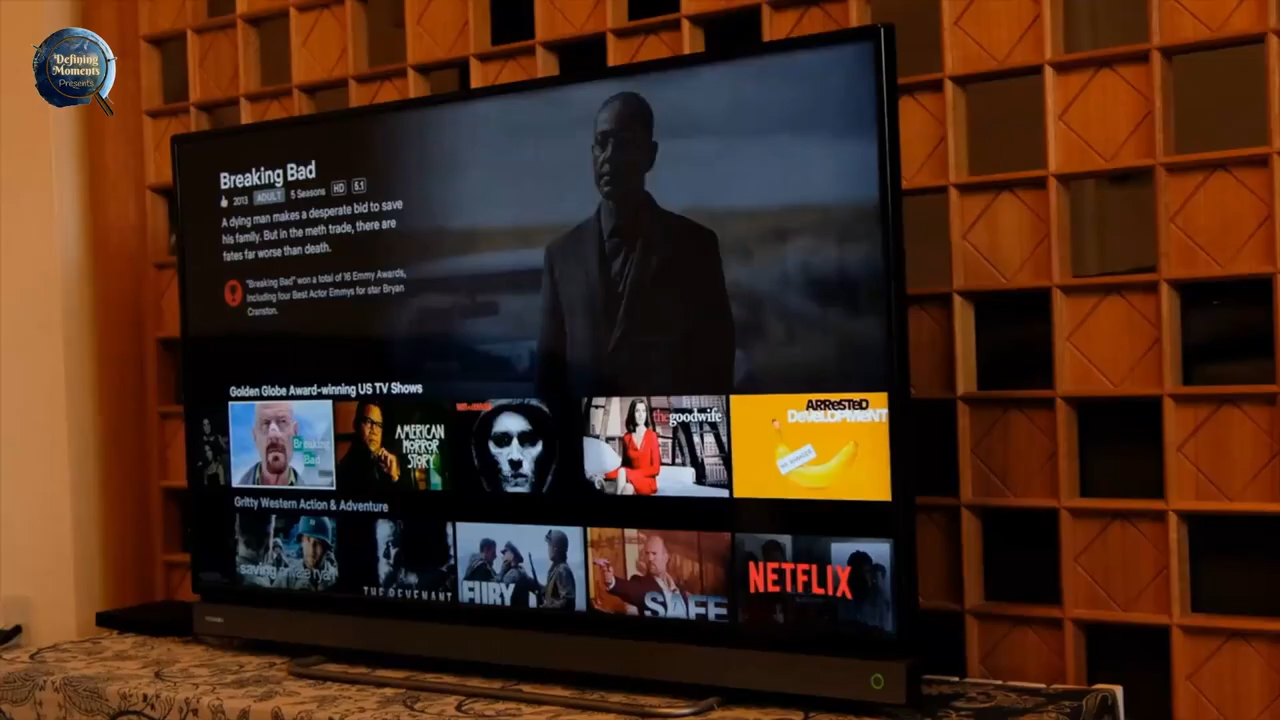 Defining
Moments
Presents
Breaking Bad
2013 ADULT 5 Seasons HD 5.1
A dying man makes a desperate bid to save
his family. But in the meth trade, there are
fates far worse than death.
"Breaking Bad" won a total of 16 Emmy Awards,
including four Best Actor Emmys for star Bryan
Cranston.
Golden Globe Award-winning US TV Shows
Breaking
Bad
AMERICAN
HORROR
STORY
thegoodwife
ARReSTeD
DeVeLOPMENT
Gritty Western Action & Adventure
saving private ryan
THE REVENANT
FURY
SAFE
NETFLIX
TOSHIBA